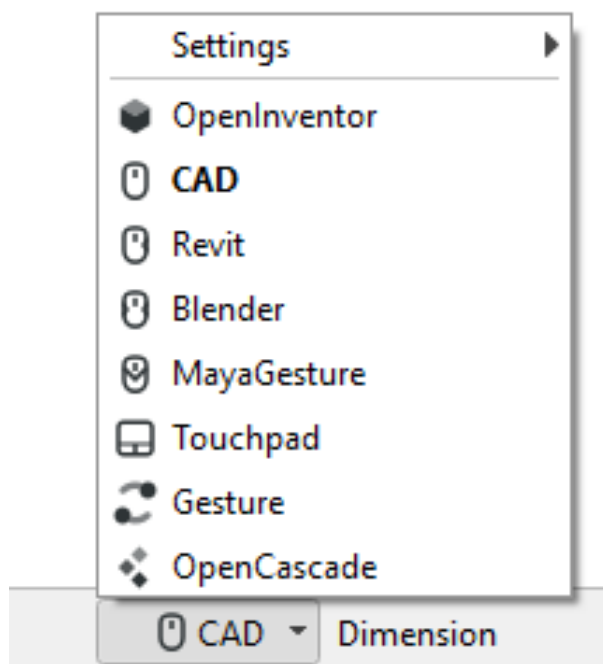 Settings
OpenInventor
CAD
Revit
Blender
MayaGesture
Touchpad
Gesture
OpenCascade
CAD Dimension